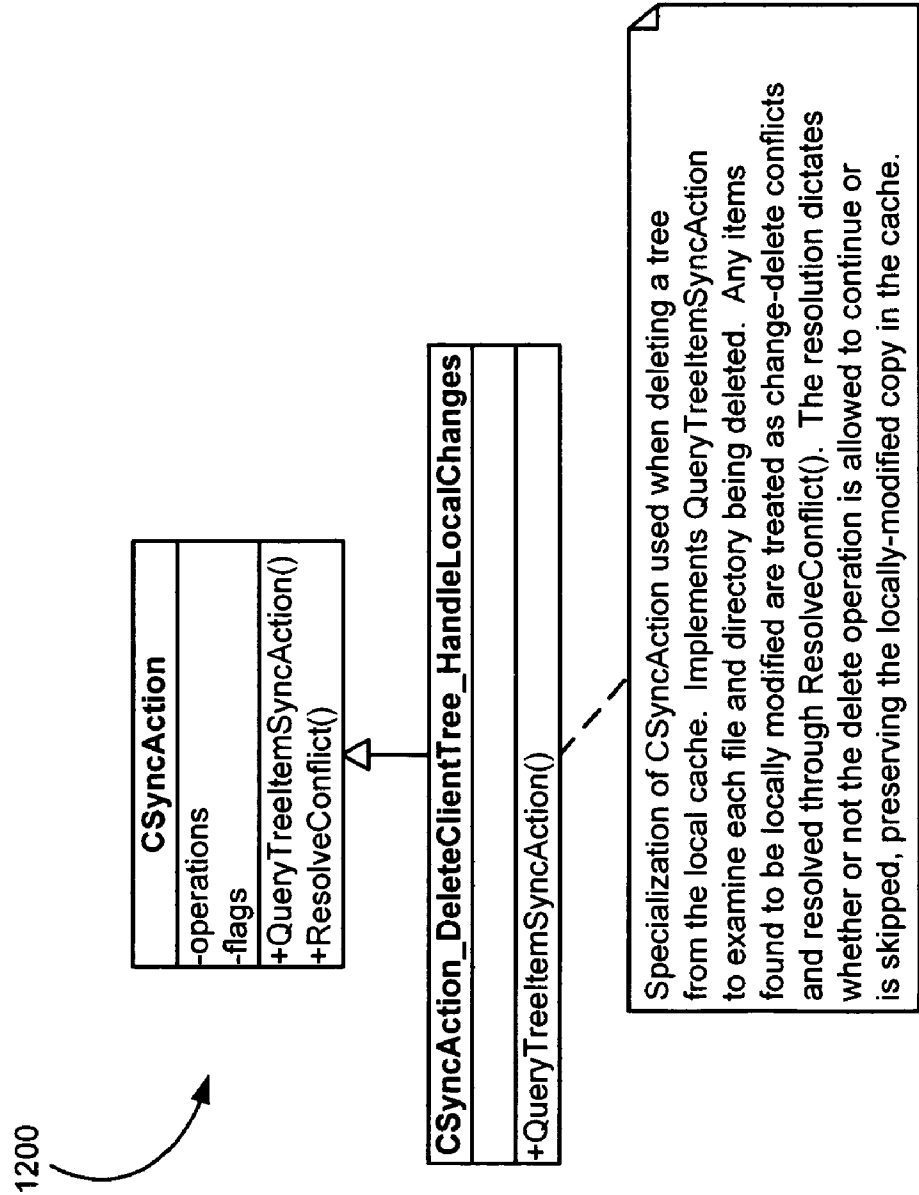 1200
CSyncAction
-operations
-flags
+QueryTreeItemSyncAction()
+ResolveConflict()
CSyncAction_DeleteClientTree_HandleLocalChanges
+QueryTreeItemSyncAction()
Specialization of CSyncAction used when deleting a tree
from the local cache. Implements QueryTreeItemSyncAction
to examine each file and directory being deleted. Any items
found to be locally modified are treated as change-delete conflicts
and resolved through ResolveConflict(). The resolution dictates
whether or not the delete operation is allowed to continue or
is skipped, preserving the locally-modified copy in the cache.